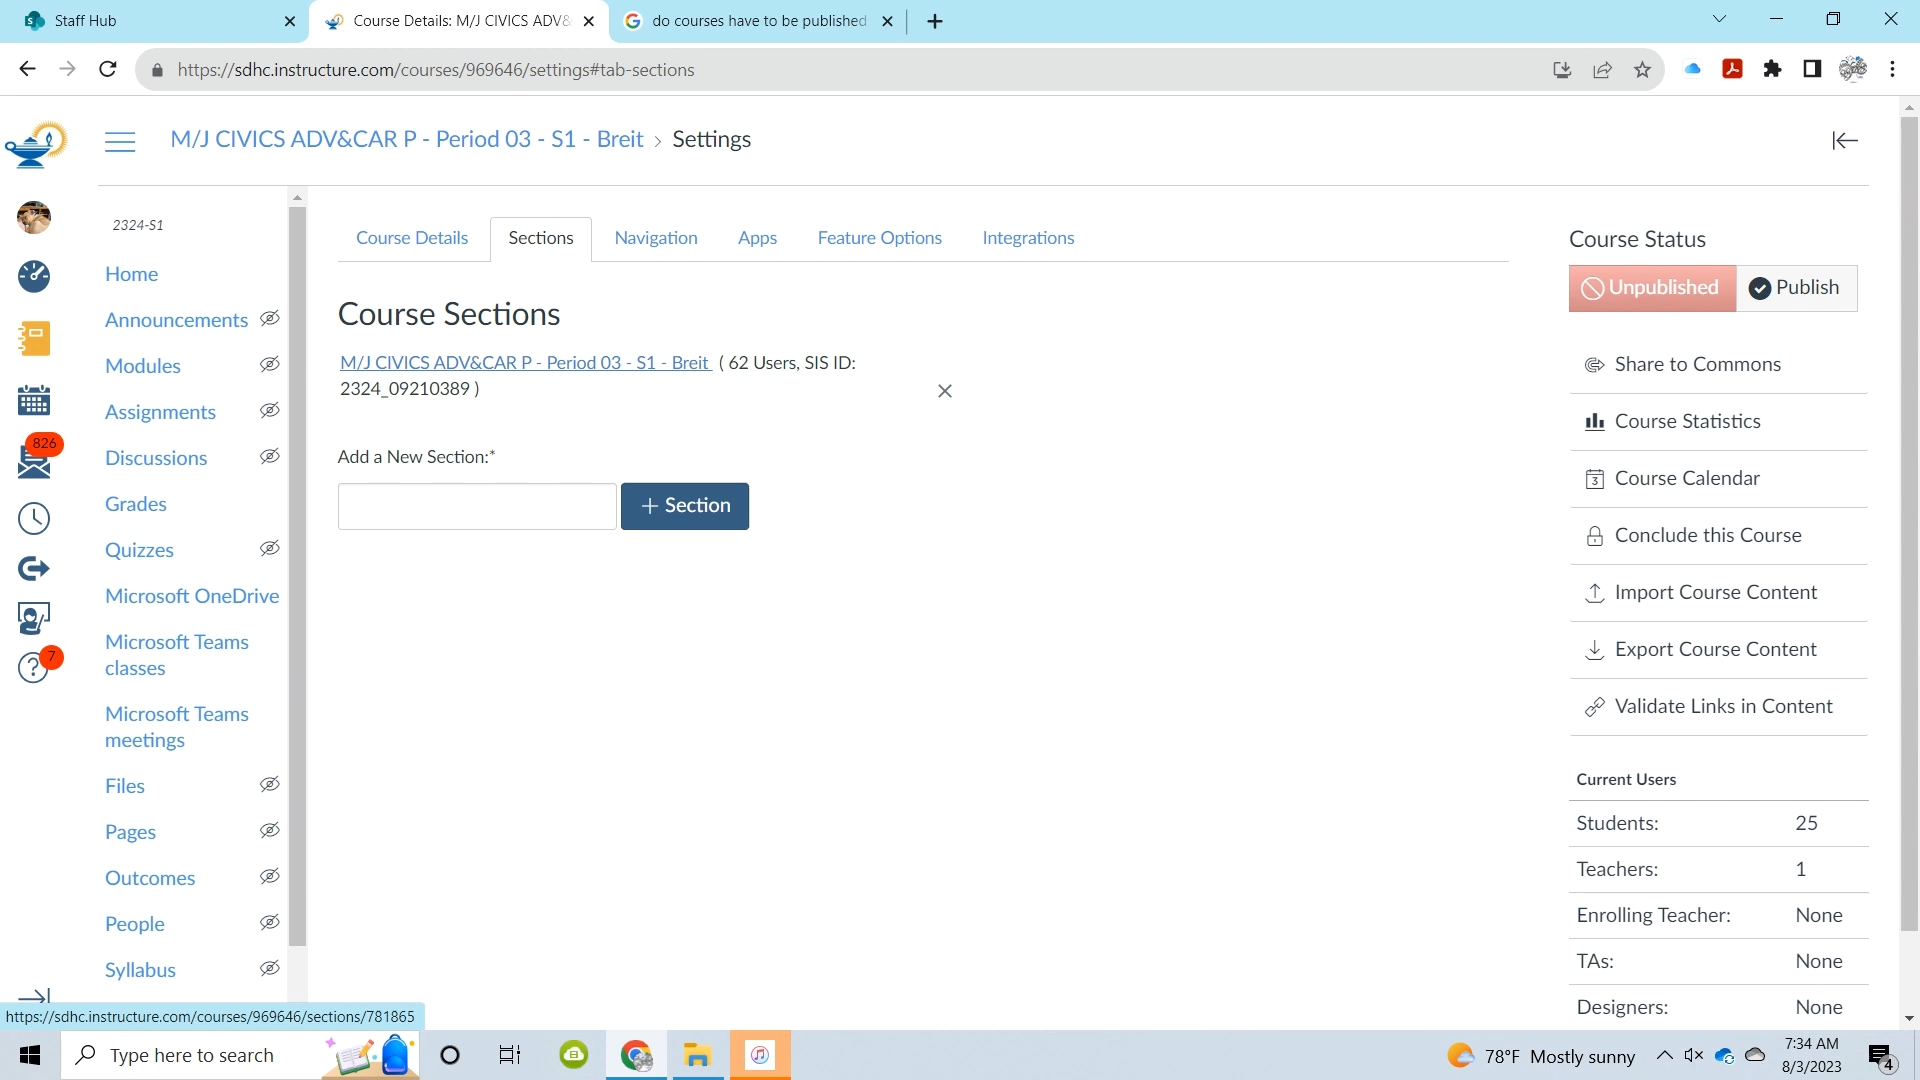 Staff Hub
Course Details: M/J CIVICS ADV&
do courses have to be published
https://sdhc.instructure.com/courses/969646/settings#tab-sections
M/J CIVICS ADV&CAR P - Period 03 - S1 - Breit › Settings
826
7
2324-S1
Home
Announcements
Modules
Assignments
Discussions
Grades
Quizzes
Microsoft OneDrive
Microsoft Teams
classes
Microsoft Teams
meetings
Files
Pages
Outcomes
People
Syllabus
Course Details
Sections
Navigation
Apps
Feature Options
Integrations
Course Sections
M/J CIVICS ADV&CAR P - Period 03 - S1 - Breit ( 62 Users, SIS ID:
2324_09210389 )
Add a New Section:*
+ Section
Course Status
Unpublished
Publish
Share to Commons
Course Statistics
3
Course Calendar
Conclude this Course
Import Course Content
Export Course Content
Validate Links in Content
Current Users
Students: 25
Teachers: 1
Enrolling Teacher: None
TAs: None
Designers: None
https://sdhc.instructure.com/courses/969646/sections/781865
Type here to search
78°F Mostly sunny
7:34 AM
8/3/2023
4